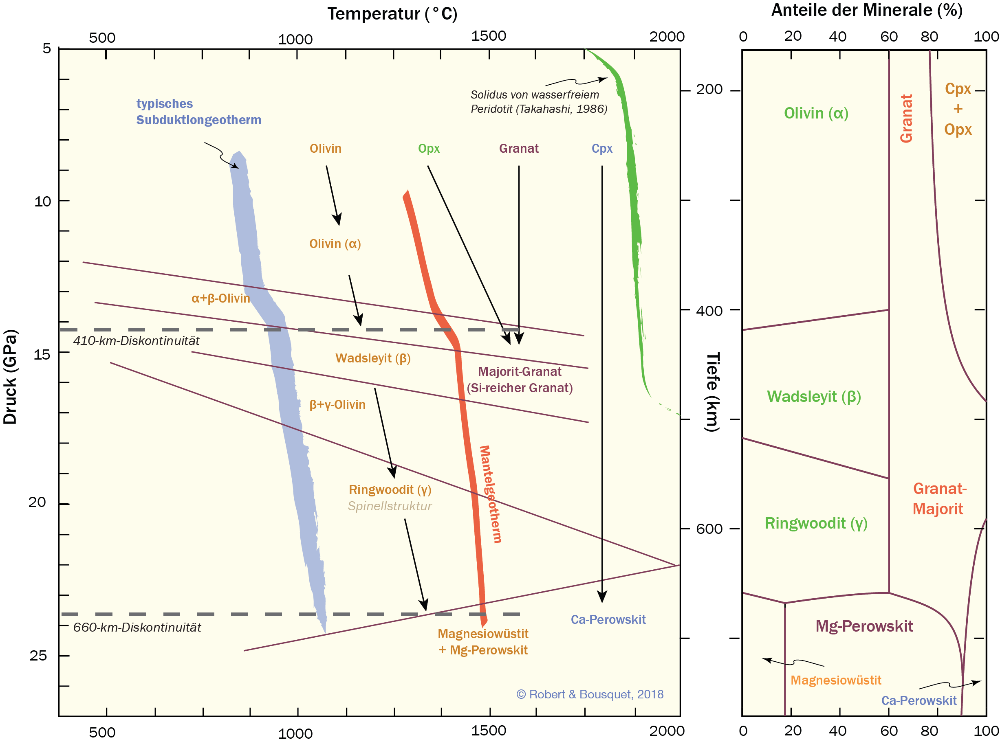 Temperatur (°C)
Anteile der Minerale (%)
500
1000
1500
2000
0
20
40
60
80
100
5
10
15
20
25
Druck (GPa)
typisches
Subduktiongeotherm
Solidus von wasserfreiem
Peridotit (Takahashi, 1986)
Olivin
Opx
Granat
Cpx
Olivin (α)
α+β-Olivin
410-km-Diskontinuität
Wadsleyit (β)
Majorit-Granat
(Si-reicher Granat)
β+γ-Olivin
Mantelgeotherm
Ringwoodit (γ)
Spinellstruktur
660-km-Diskontinuität
Magnesiowüstit
+ Mg-Perowskit
Ca-Perowskit
© Robert & Bousquet, 2018
200
400
600
Tiefe (km)
Olivin (α)
Granat
Cpx
+
Opx
Wadsleyit (β)
Granat-
Majorit
Ringwoodit (γ)
Mg-Perowskit
Magnesiowüstit
Ca-Perowskit
500
1000
1500
2000
0
20
40
60
80
100